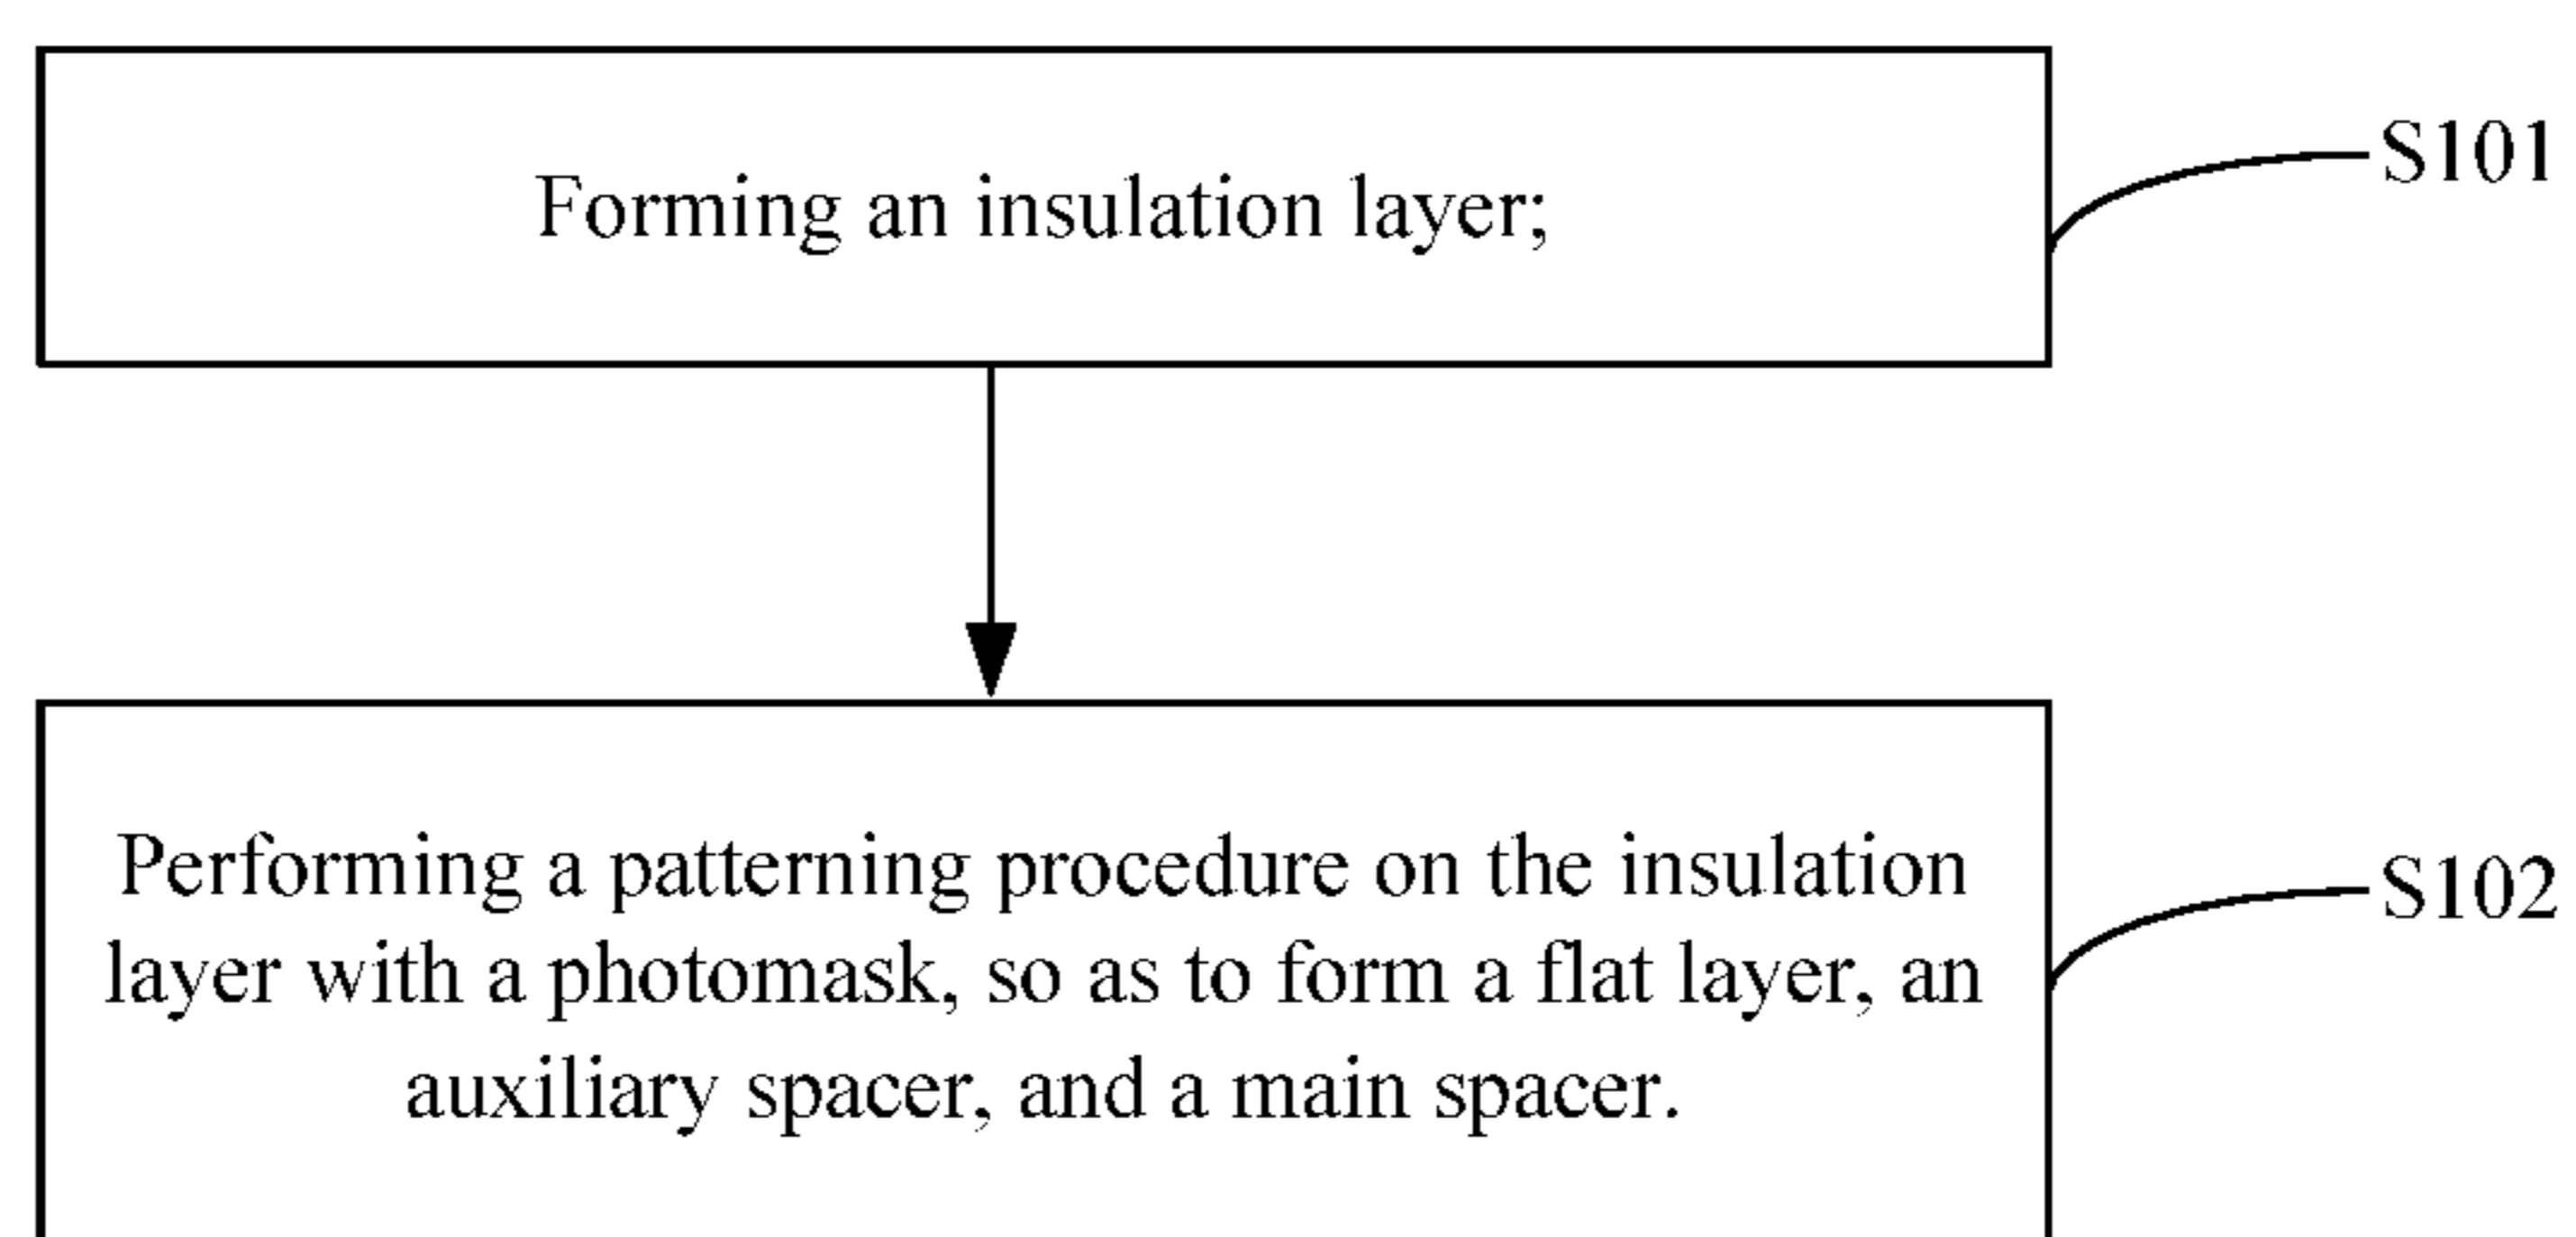 Forming an insulation layer;
S101
Performing a patterning procedure on the insulation
layer with a photomask, so as to form a flat layer, an
auxiliary spacer, and a main spacer.
S102